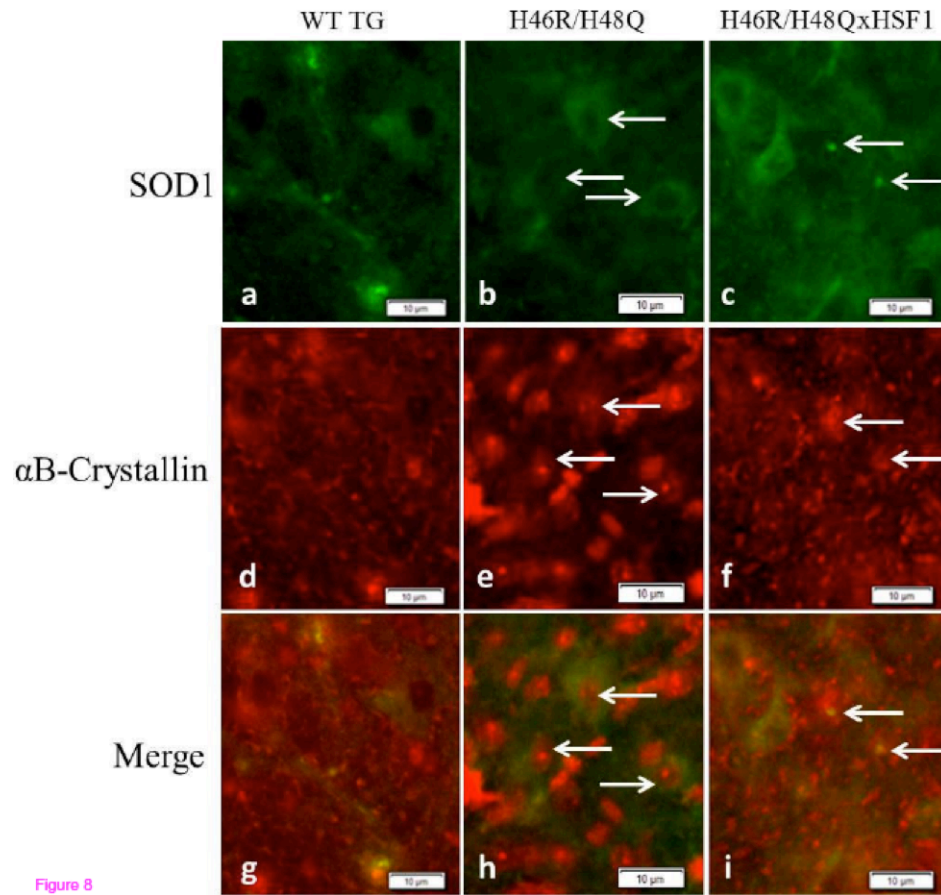 WT TG H46R/H48Q H46R/H48QxHSF1
SOD1
a 10 µm b 10 µm c 10 µm
αB-Crystallin
d 10 µm e 10 µm f 10 µm
Merge
g 10 µm h 10 µm i 10 µm
Figure 8